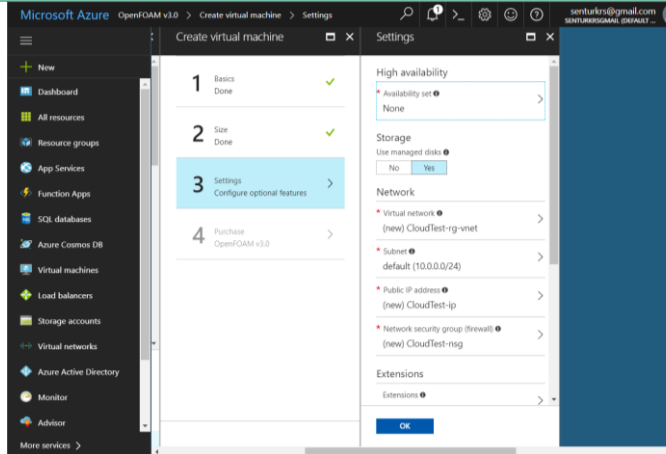 Microsoft Azure OpenFOAM v3.0 > Create virtual machine > Settings
1
senturkrs@gmail.com
SENTURKRSGMAIL (DEFAULT ...
New
Dashboard
All resources
Resource groups
App Services
Function Apps
SQL databases
Azure Cosmos DB
Virtual machines
Load balancers
Storage accounts
Virtual networks
Azure Active Directory
Monitor
Advisor
More services >
Create virtual machine
1 Basics
Done
2 Size
Done
3 Settings
Configure optional features
4 Purchase
OpenFOAM v3.0
Settings
High availability
* Availability set
None
Storage
Use managed disks
No Yes
Network
* Virtual network
(new) CloudTest-rg-vnet
* Subnet
default (10.0.0.0/24)
* Public IP address
(new) CloudTest-ip
* Network security group (firewall)
(new) CloudTest-nsg
Extensions
Extensions
OK